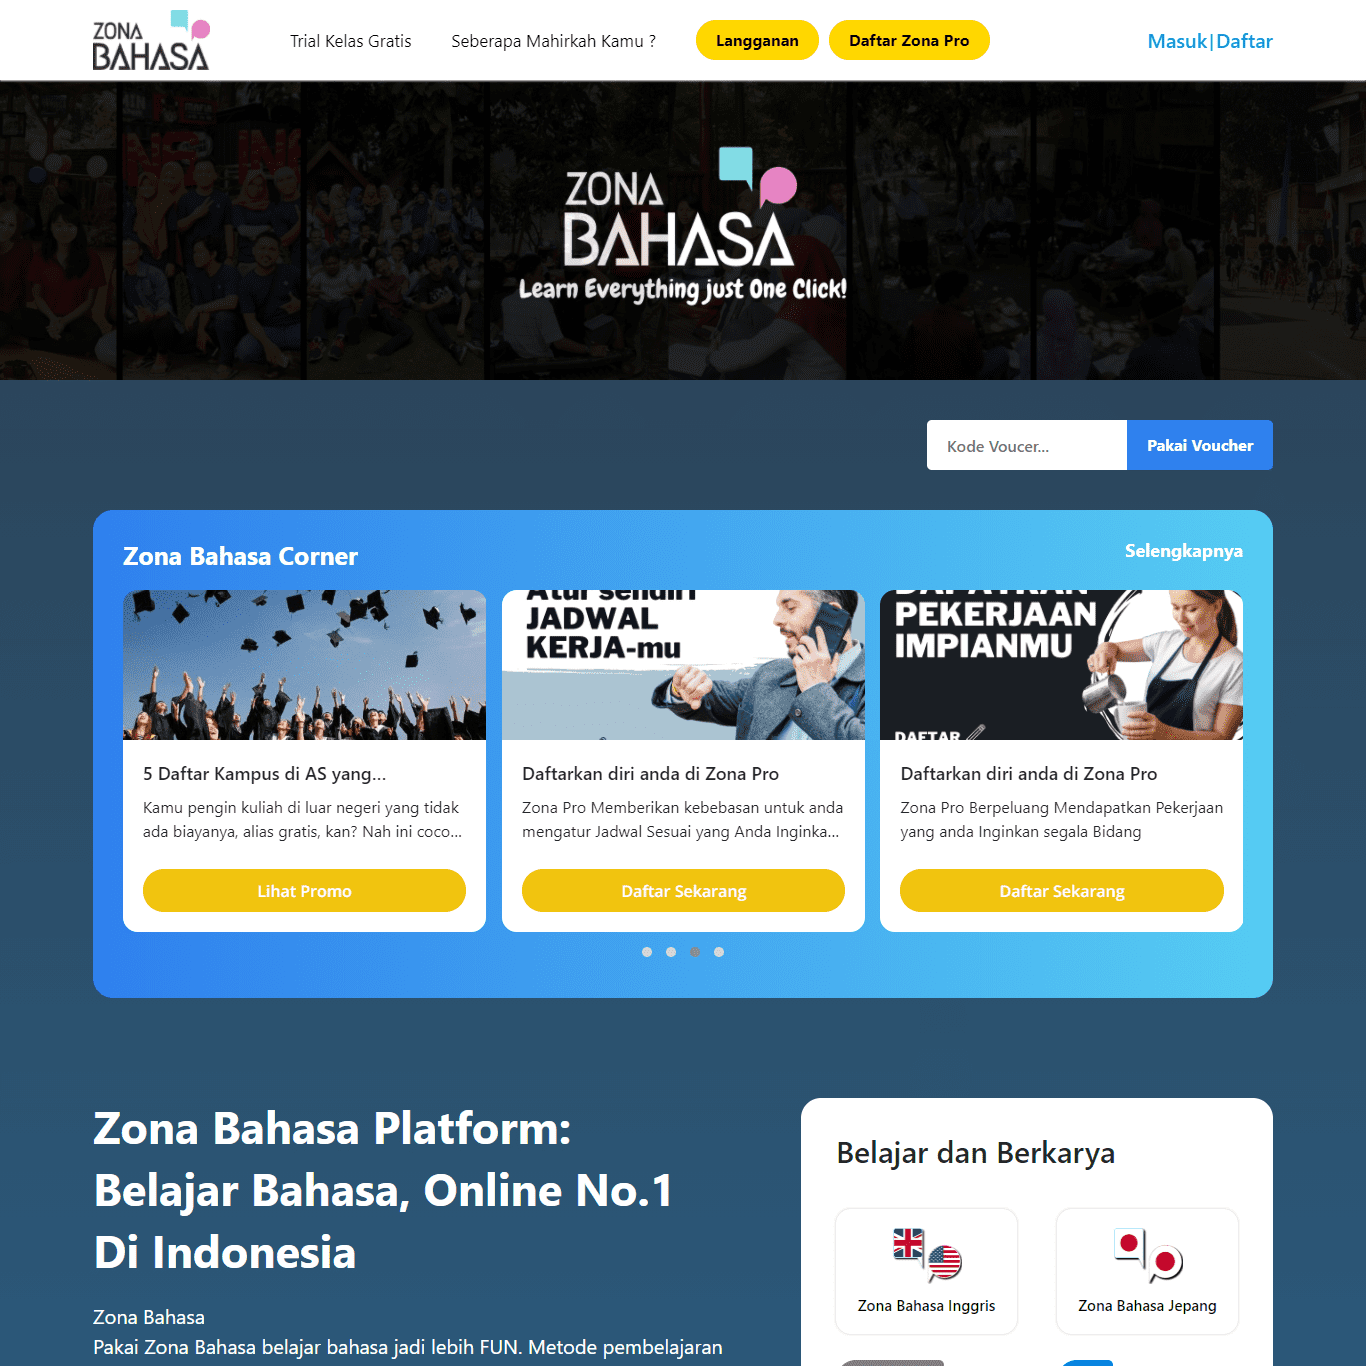 ZONA
BAHASA
Trial Kelas Gratis
Seberapa Mahirkah Kamu ?
Langganan
Daftar Zona Pro
Masuk|Daftar
ZONA
BAHASA
Learn Everything just One Click!
Kode Voucer...
Pakai Voucher
Zona Bahasa Corner
Selengkapnya
Atur sendiri
JADWAL
KERJA-mu
DAPATKAN
PEKERJAAN
IMPIANMU
DAFTAR
5 Daftar Kampus di AS yang...
Kamu pengin kuliah di luar negeri yang tidak
ada biayanya, alias gratis, kan? Nah ini coco...
Lihat Promo
Daftarkan diri anda di Zona Pro
Zona Pro Memberikan kebebasan untuk anda
mengatur Jadwal Sesuai yang Anda Inginka...
Daftar Sekarang
Daftarkan diri anda di Zona Pro
Zona Pro Berpeluang Mendapatkan Pekerjaan
yang anda Inginkan segala Bidang
Daftar Sekarang
Zona Bahasa Platform:
Belajar Bahasa, Online No.1
Di Indonesia
Zona Bahasa
Pakai Zona Bahasa belajar bahasa jadi lebih FUN. Metode pembelajaran
Belajar dan Berkarya
Zona Bahasa Inggris
Zona Bahasa Jepang